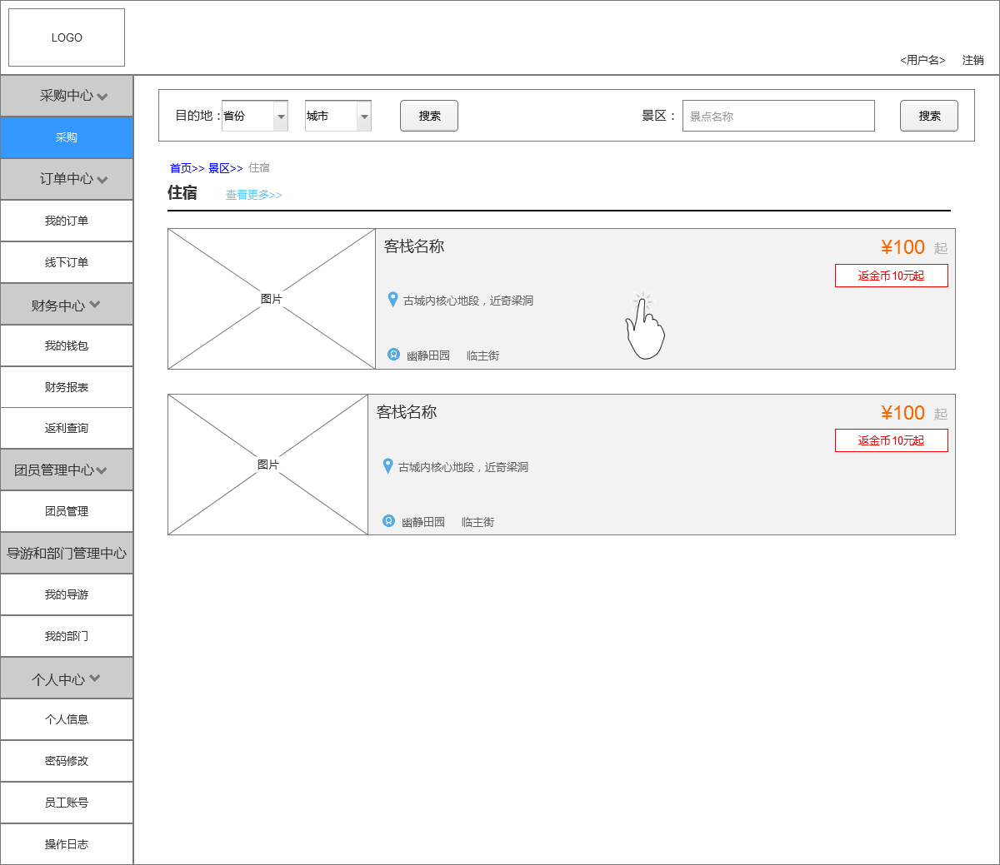 LOGO
<用户名> 注销
采购中心
采购
订单中心
我的订单
线下订单
财务中心
我的钱包
财务报表
返利查询
团员管理中心
团员管理
导游和部门管理中心
我的导游
我的部门
个人中心
个人信息
密码修改
员工账号
操作日志
目的地： 省份 城市 搜索 景区： 景点名称 搜索
首页>> 景区>> 住宿
住宿 查看更多>>
图片
客栈名称
¥100 起
返金币10元起
古城内核心地段，近奇梁洞
幽静田园 临主街
图片
客栈名称
¥100 起
返金币10元起
古城内核心地段，近奇梁洞
幽静田园 临主街